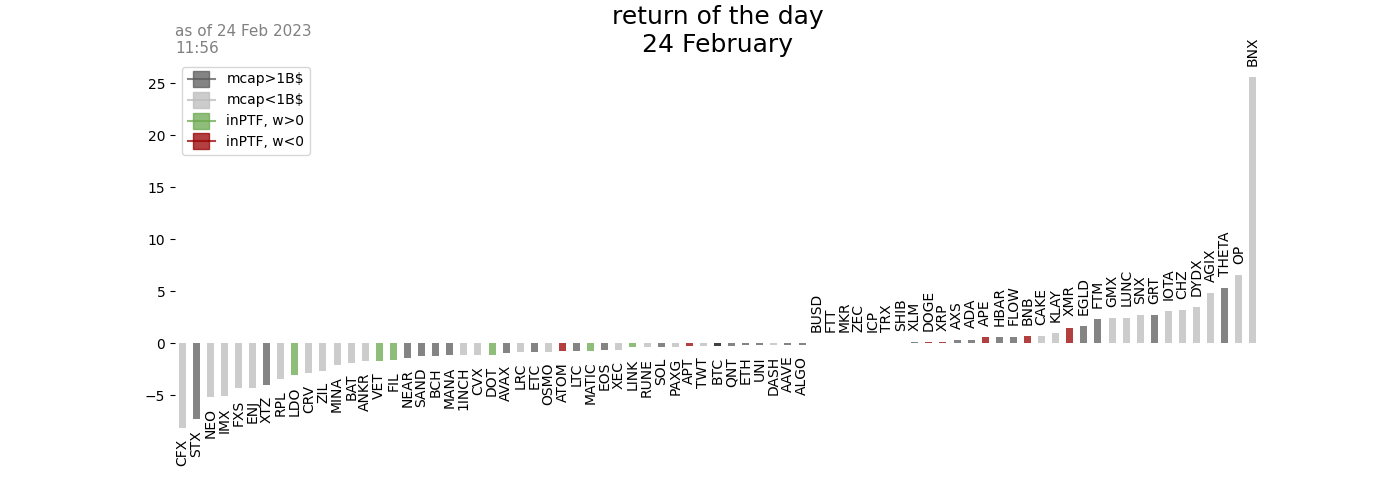 return of the day
24 February
as of 24 Feb 2023
11:56
mcap>1B$
mcap<1B$
inPTF, w>0
inPTF, w<0
25
20
15
10
5
0
−5
CFX
STX
NEO
IMX
FXS
ENJ
XTZ
RPL
LDO
CRV
ZIL
MINA
BAT
ANKR
VET
FIL
NEAR
SAND
BCH
MANA
1INCH
CVX
DOT
AVAX
LRC
ETC
OSMO
ATOM
LTC
MATIC
EOS
XEC
LINK
RUNE
SOL
PAXG
APT
TWT
BTC
QNT
ETH
UNI
DASH
AAVE
ALGO
BUSD
FTT
MKR
ZEC
ICP
TRX
SHIB
XLM
DOGE
XRP
AXS
ADA
APE
HBAR
FLOW
BNB
CAKE
KLAY
XMR
EGLD
FTM
GMX
LUNC
SNX
GRT
IOTA
CHZ
DYDX
AGIX
THETA
OP
BNX